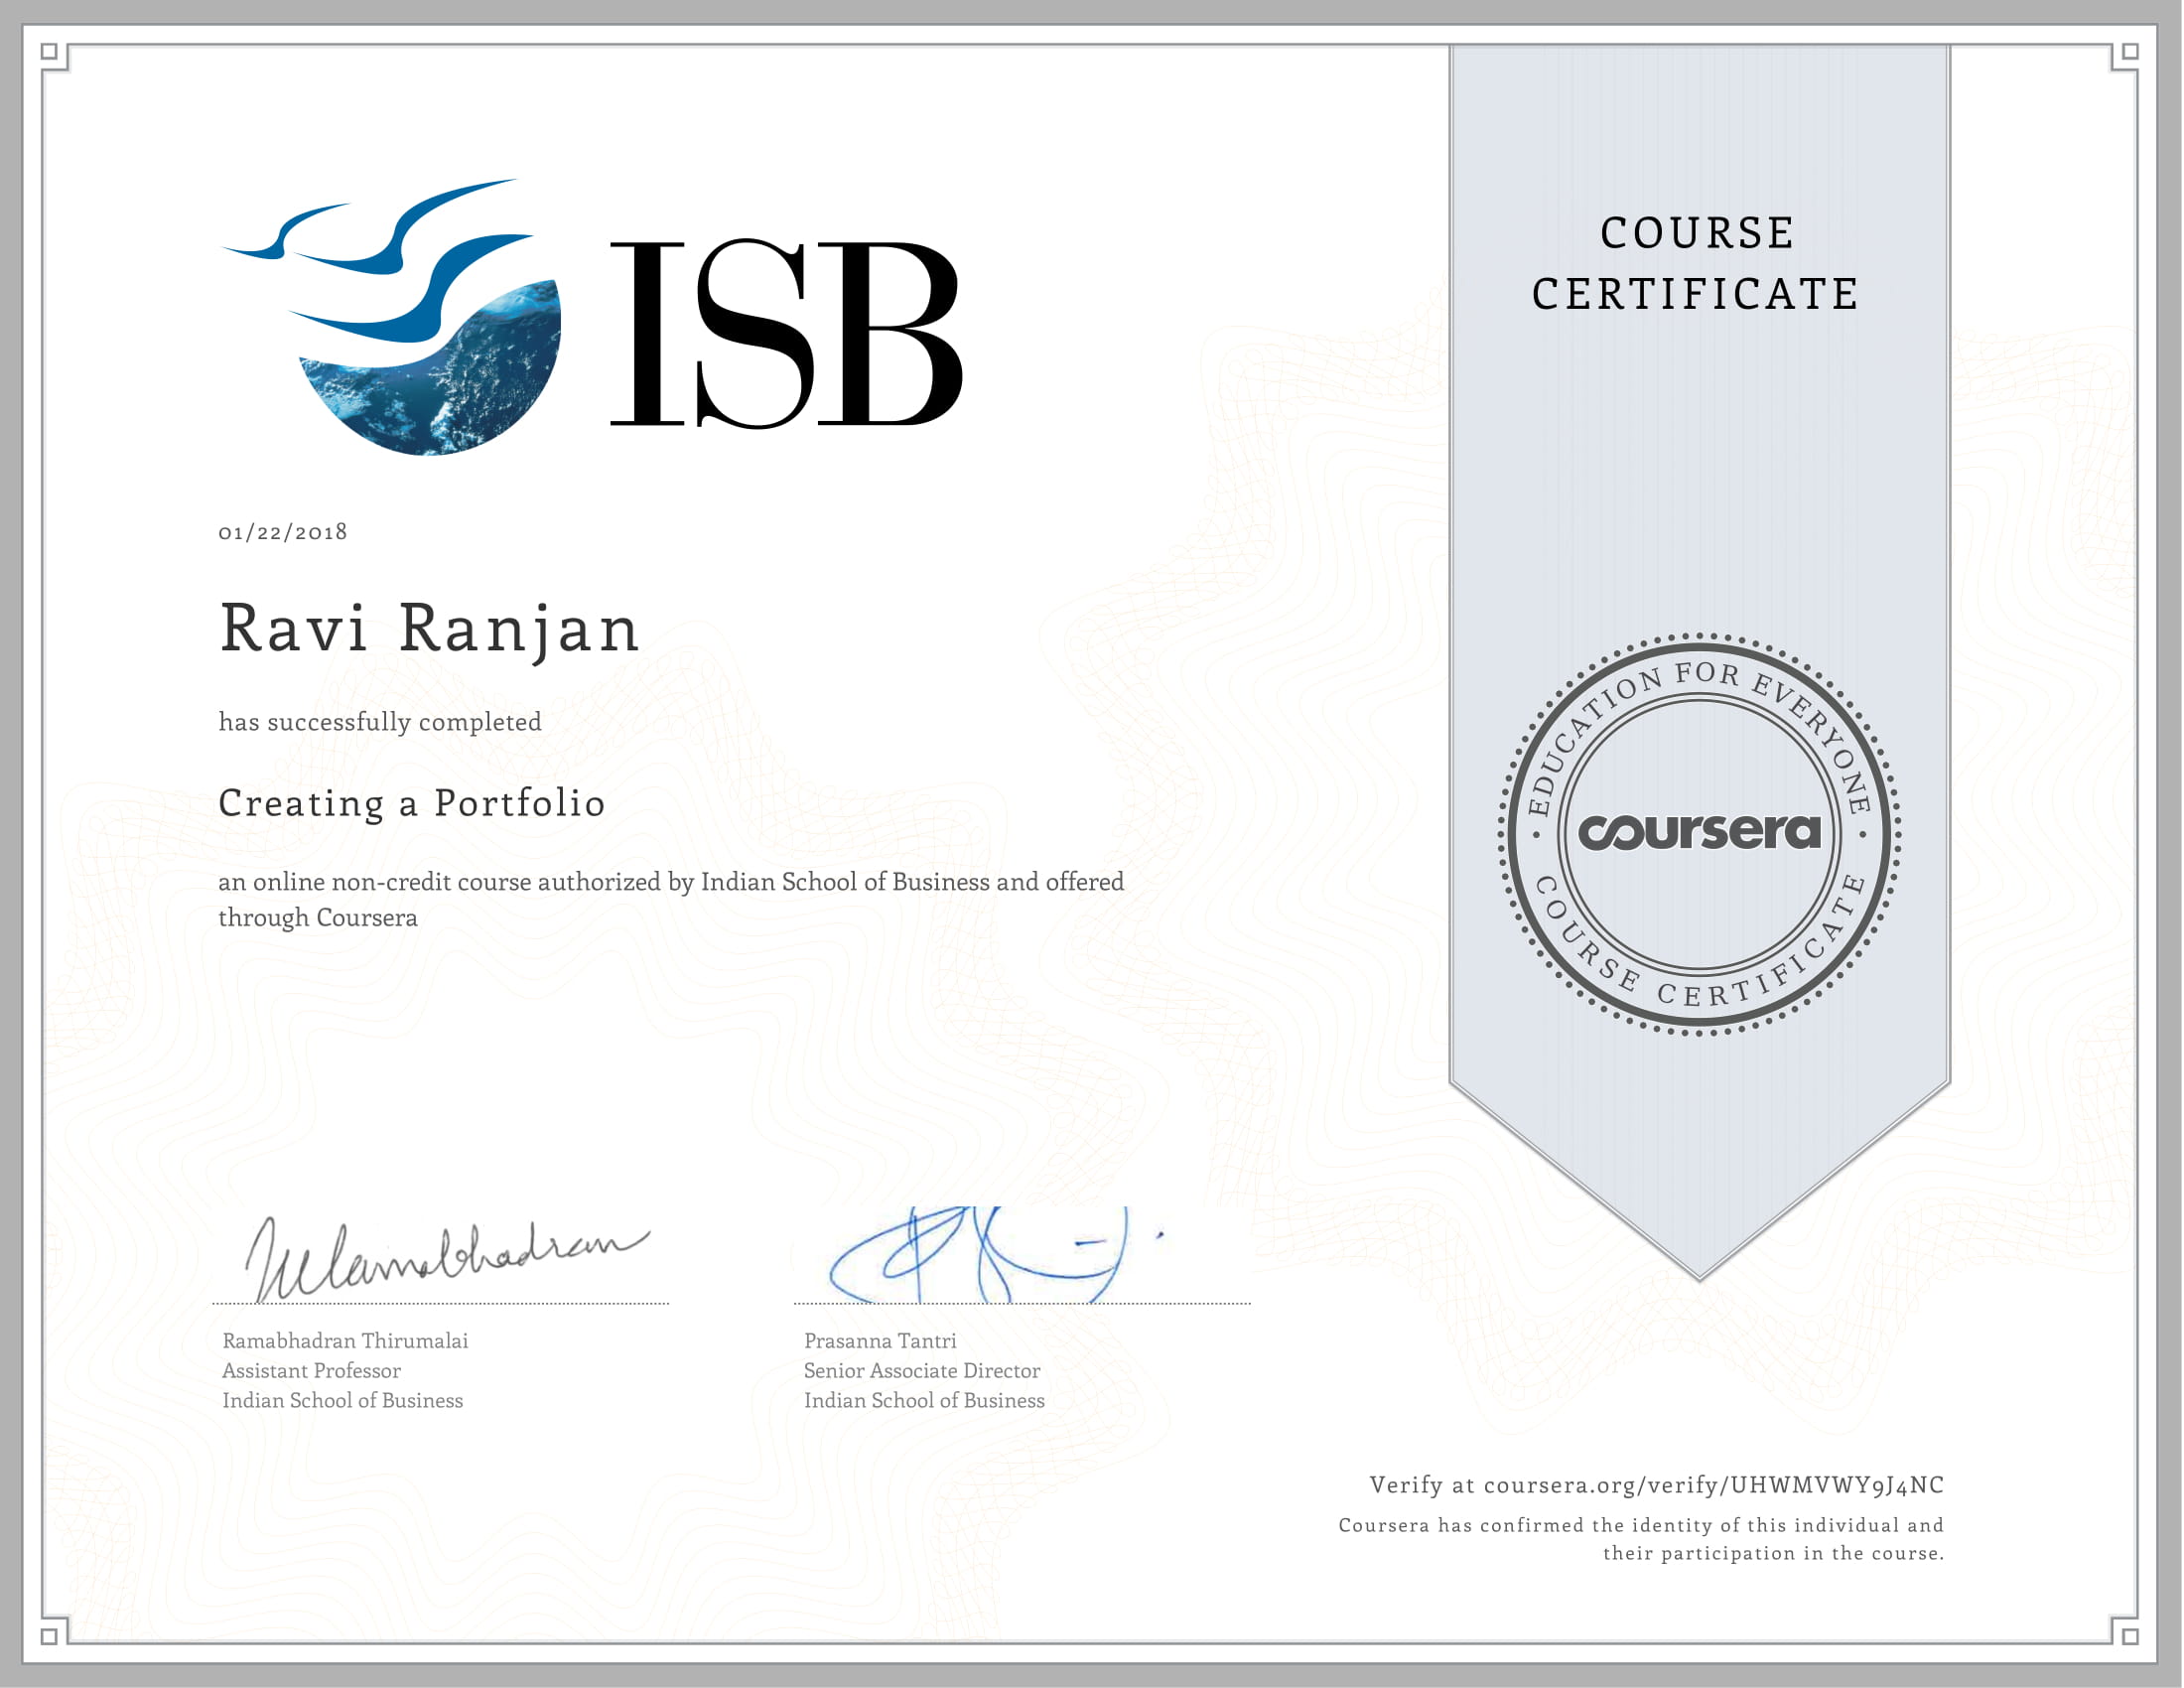 ISB
COURSE
CERTIFICATE
01/22/2018
Ravi Ranjan
has successfully completed
Creating a Portfolio
an online non-credit course authorized by Indian School of Business and offered
through Coursera
EDUCATION FOR EVERYONE
coursera
COURSE CERTIFICATE
Ramabhadran Thirumalai
Assistant Professor
Indian School of Business
Prasanna Tantri
Senior Associate Director
Indian School of Business
Verify at coursera.org/verify/UHWMVWY9J4NC
Coursera has confirmed the identity of this individual and
their participation in the course.